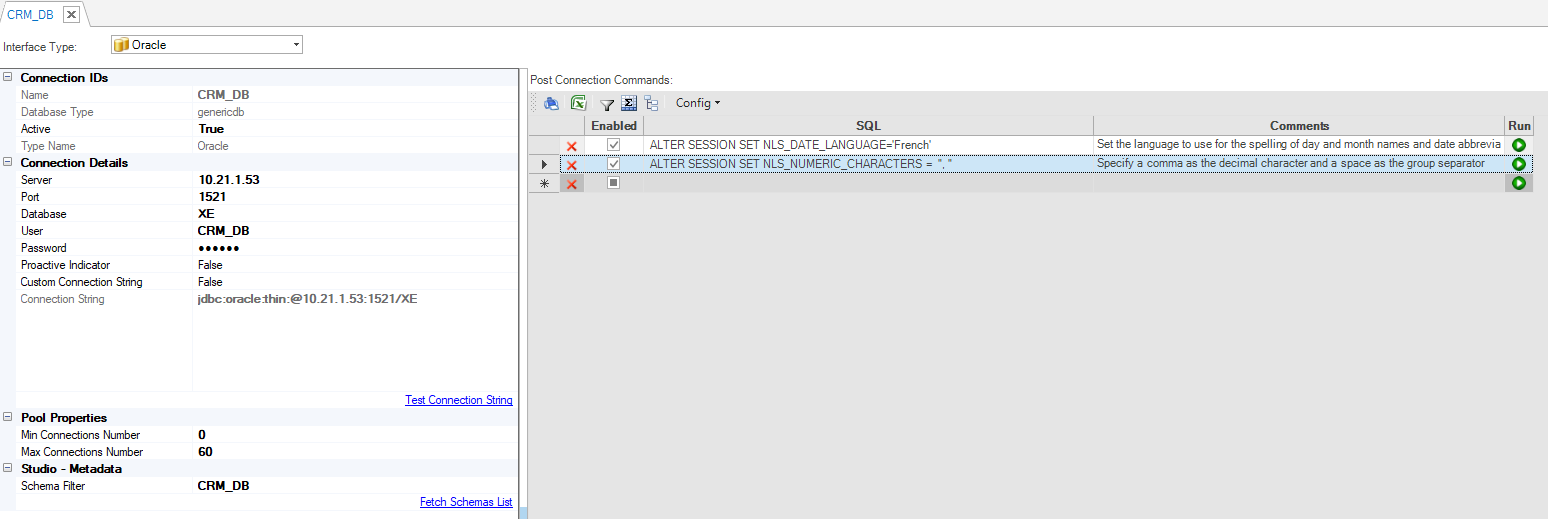 CRM_DB
Interface Type: Oracle
Connection IDs
Name CRM_DB
Database Type genericdb
Active True
Type Name Oracle
Connection Details
Server 10.21.1.53
Port 1521
Database XE
User CRM_DB
Password ●●●●●●
Proactive Indicator False
Custom Connection String False
Connection String jdbc:oracle:thin:@10.21.1.53:1521/XE
Test Connection String
Pool Properties
Min Connections Number 0
Max Connections Number 60
Studio - Metadata
Schema Filter CRM_DB
Fetch Schemas List
Post Connection Commands:
Config
Enabled SQL Comments Run
ALTER SESSION SET NLS_DATE_LANGUAGE='French' Set the language to use for the spelling of day and month names and date abbrevia
ALTER SESSION SET NLS_NUMERIC_CHARACTERS = ", " Specify a comma as the decimal character and a space as the group separator